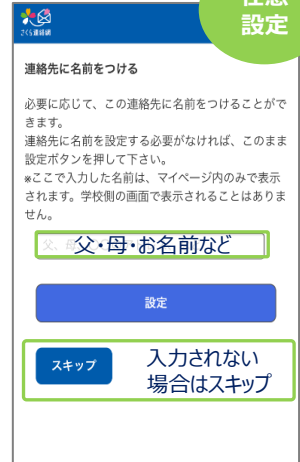 任意
設定
さくら連絡網
連絡先に名前をつける
必要に応じて、この連絡先に名前をつけることがで
きます。
連絡先に名前を設定する必要がなければ、このまま
設定ボタンを押して下さい。
※ここで入力した名前は、マイページ内のみで表示
されます。学校側の画面で表示されることはありま
せん。
父・母・お名前など
設定
スキップ
入力されない
場合はスキップ